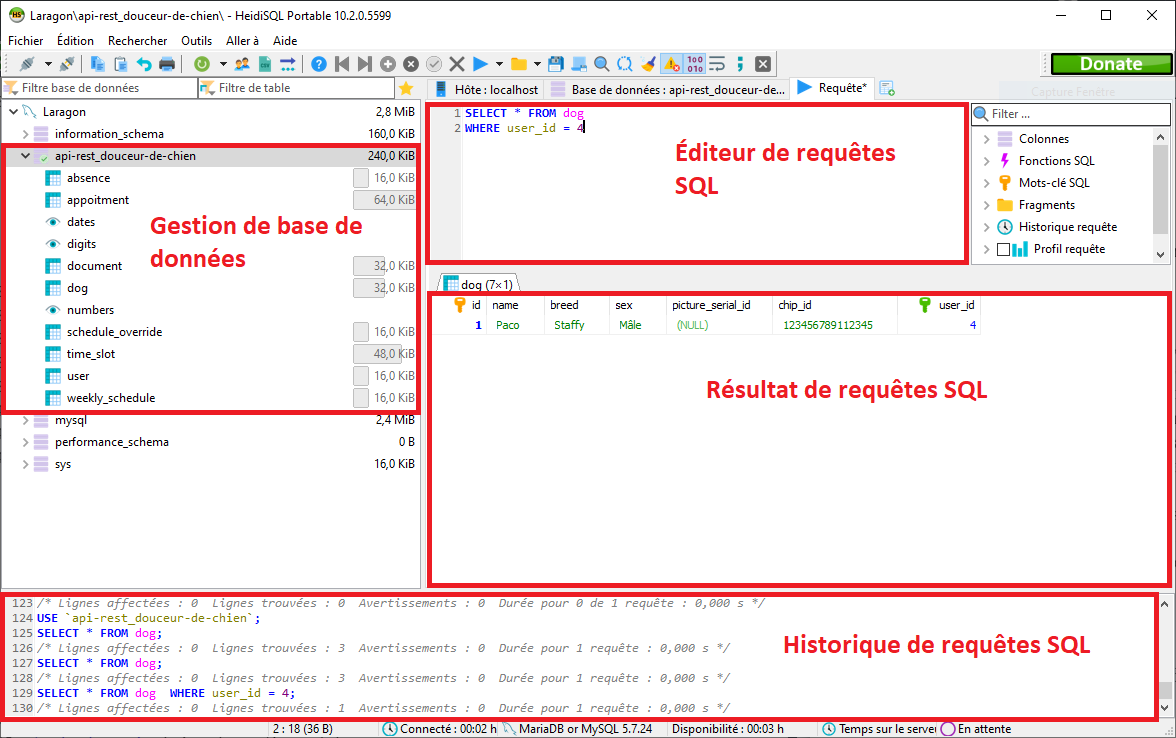 Laragon\api-rest_douceur-de-chien\ - HeidiSQL Portable 10.2.0.5599
Fichier Édition Rechercher Outils Aller à Aide
Donate
Filtre base de données Filtre de table
Hôte : localhost Base de données : api-rest_douceur-de... Requête*
Capture Fenêtre
Laragon 2,8 MiB
information_schema 160,0 KiB
api-rest_douceur-de-chien 240,0 KiB
absence 16,0 KiB
appoitment 64,0 KiB
dates
digits
document 32,0 KiB
dog 32,0 KiB
numbers
schedule_override 16,0 KiB
time_slot 48,0 KiB
user 16,0 KiB
weekly_schedule 16,0 KiB
mysql 2,4 MiB
performance_schema 0 B
sys 16,0 KiB
Gestion de base de
données
1 SELECT * FROM dog
2 WHERE user_id = 4
Éditeur de requêtes
SQL
Filter ...
Colonnes
Fonctions SQL
Mots-clé SQL
Fragments
Historique requête
Profil requête
dog (7×1)
id name breed sex picture_serial_id chip_id user_id
1 Paco Staffy Mâle (NULL) 123456789112345 4
Résultat de requêtes SQL
123 /* Lignes affectées : 0 Lignes trouvées : 0 Avertissements : 0 Durée pour 0 de 1 requête : 0,000 s */
124 USE `api-rest_douceur-de-chien`;
125 SELECT * FROM dog;
126 /* Lignes affectées : 0 Lignes trouvées : 3 Avertissements : 0 Durée pour 1 requête : 0,000 s */
127 SELECT * FROM dog;
128 /* Lignes affectées : 0 Lignes trouvées : 3 Avertissements : 0 Durée pour 1 requête : 0,000 s */
129 SELECT * FROM dog WHERE user_id = 4;
130 /* Lignes affectées : 0 Lignes trouvées : 1 Avertissements : 0 Durée pour 1 requête : 0,000 s */
Historique de requêtes SQL
2 : 18 (36 B) Connecté : 00:02 h MariaDB or MySQL 5.7.24 Disponibilité : 00:03 h Temps sur le serveu En attente